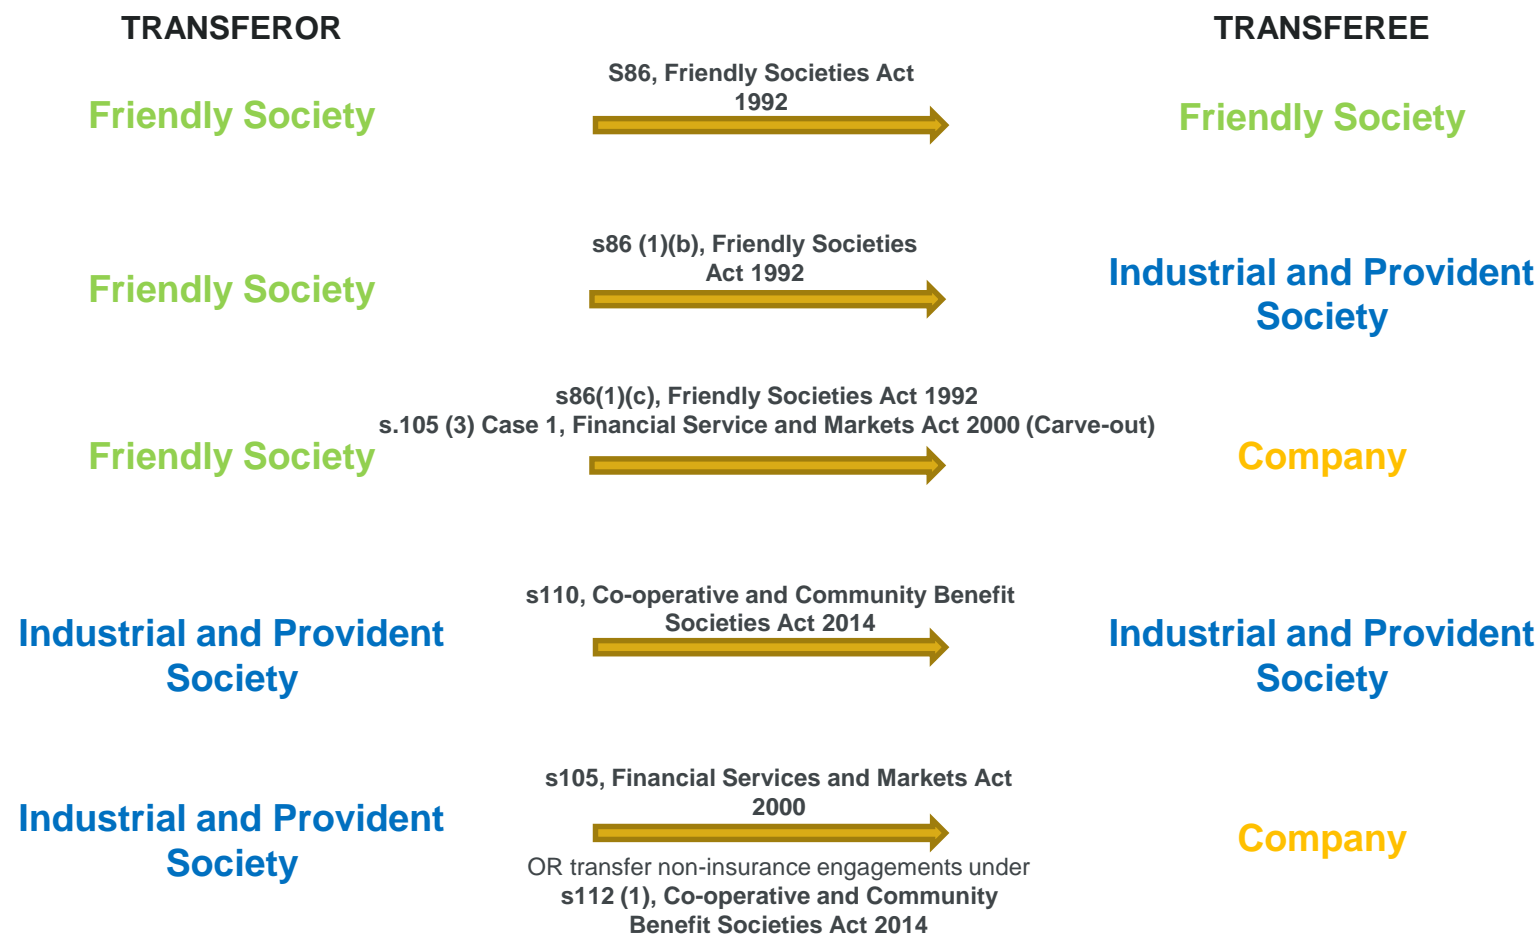 TRANSFEROR
TRANSFEREE
Friendly Society
S86, Friendly Societies Act
1992
Friendly Society
Friendly Society
s86 (1)(b), Friendly Societies
Act 1992
Industrial and Provident
Society
Friendly Society
s86(1)(c), Friendly Societies Act 1992
s.105 (3) Case 1, Financial Service and Markets Act 2000 (Carve-out)
Company
Industrial and Provident
Society
s110, Co-operative and Community Benefit
Societies Act 2014
Industrial and Provident
Society
Industrial and Provident
Society
s105, Financial Services and Markets Act
2000
OR transfer non-insurance engagements under
s112 (1), Co-operative and Community
Benefit Societies Act 2014
Company